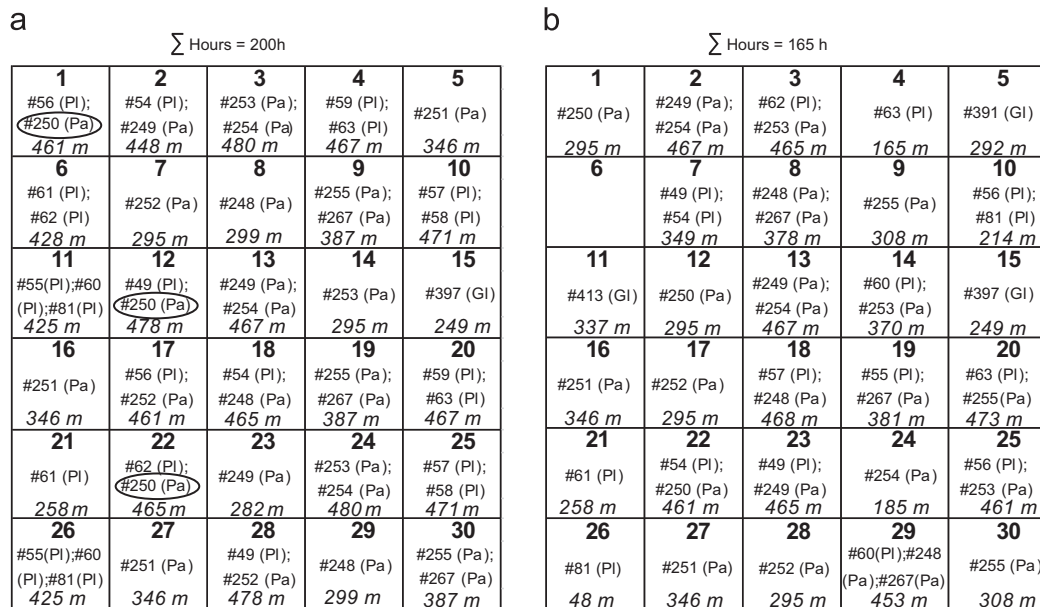 a
∑ Hours = 200h
1
#56 (Pl);
#250 (Pa)
461 m
2
#54 (Pl);
#249 (Pa)
448 m
3
#253 (Pa);
#254 (Pa)
480 m
4
#59 (Pl)
#63 (Pl)
467 m
5
#251 (Pa)
346 m
6
#61 (Pl);
#62 (Pl)
428 m
7
#252 (Pa)
295 m
8
#248 (Pa)
299 m
9
#255 (Pa);
#267 (Pa)
387 m
10
#57 (Pl);
#58 (Pl)
471 m
11
#55(Pl);#60
(Pl);#81(Pl)
425 m
12
#49 (Pl);
#250 (Pa)
478 m
13
#249 (Pa);
#254 (Pa)
467 m
14
#253 (Pa)
295 m
15
#397 (Gl)
249 m
16
#251 (Pa)
346 m
17
#56 (Pl);
#252 (Pa)
461 m
18
#54 (Pl);
#248 (Pa)
465 m
19
#255 (Pa);
#267 (Pa)
387 m
20
#59 (Pl);
#63 (Pl)
467 m
21
#61 (Pl)
258 m
22
#62 (Pl);
#250 (Pa)
465 m
23
#249 (Pa)
282 m
24
#253 (Pa);
#254 (Pa)
480 m
25
#57 (Pl);
#58 (Pl)
471 m
26
#55(Pl);#60
(Pl);#81(Pl)
425 m
27
#251 (Pa)
346 m
28
#49 (Pl);
#252 (Pa)
478 m
29
#248 (Pa)
299 m
30
#255 (Pa);
#267 (Pa)
387 m
b
∑ Hours = 165 h
1
#250 (Pa)
295 m
2
#249 (Pa);
#254 (Pa)
467 m
3
#62 (Pl);
#253 (Pa)
465 m
4
#63 (Pl)
165 m
5
#391 (Gl)
292 m
6
7
#49 (Pl);
#54 (Pl)
349 m
8
#248 (Pa);
#267 (Pa)
378 m
9
#255 (Pa)
308 m
10
#56 (Pl);
#81 (Pl)
214 m
11
#413 (Gl)
337 m
12
#250 (Pa)
295 m
13
#249 (Pa);
#254 (Pa)
467 m
14
#60 (Pl);
#253 (Pa)
370 m
15
#397 (Gl)
249 m
16
#251 (Pa)
346 m
17
#252 (Pa)
295 m
18
#57 (Pl);
#248 (Pa)
468 m
19
#55 (Pl);
#267 (Pa)
381 m
20
#63 (Pl);
#255(Pa)
473 m
21
#61 (Pl)
258 m
22
#54 (Pl);
#250 (Pa)
461 m
23
#49 (Pl);
#249 (Pa)
465 m
24
#254 (Pa)
185 m
25
#56 (Pl);
#253 (Pa)
461 m
26
#81 (Pl)
48 m
27
#251 (Pa)
346 m
28
#252 (Pa)
295 m
29
#60(Pl);#248
(Pa);#267(Pa)
453 m
30
#255 (Pa)
308 m